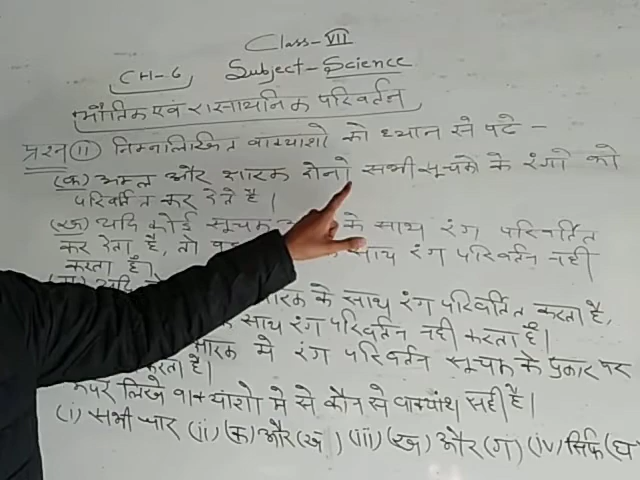 Class-VII
CH-6 Subject-Science
भौतिक एवं रासायनिक परिवर्तन
प्रश्न (11) निम्नलिखित वाक्यांशो को ध्यान से पढे -
(क) अम्ल और क्षारक दोनो सभी सूचको के रंगो को
परिवर्तित कर देते है।
(ख) यदि कोई सूचक के साथ रंग परिवर्तित
कर देता है, तो साथ रंग परिवर्तन नही
करता है।
(ग) यदि क्षारक के साथ रंग परिवर्तित करता है,
के साथ रंग परिवर्तन नही करता है।
क्षारक मे रंग परिवर्तन सूचक के प्रकार पर
करता है।
ऊपर लिखे वाक्यांशो मे से कौन से वाक्यांश सही है।
(i) सभी चार (ii) (क) और (ख) (iii) (ख) और (ग) (iv) सिर्फ (घ